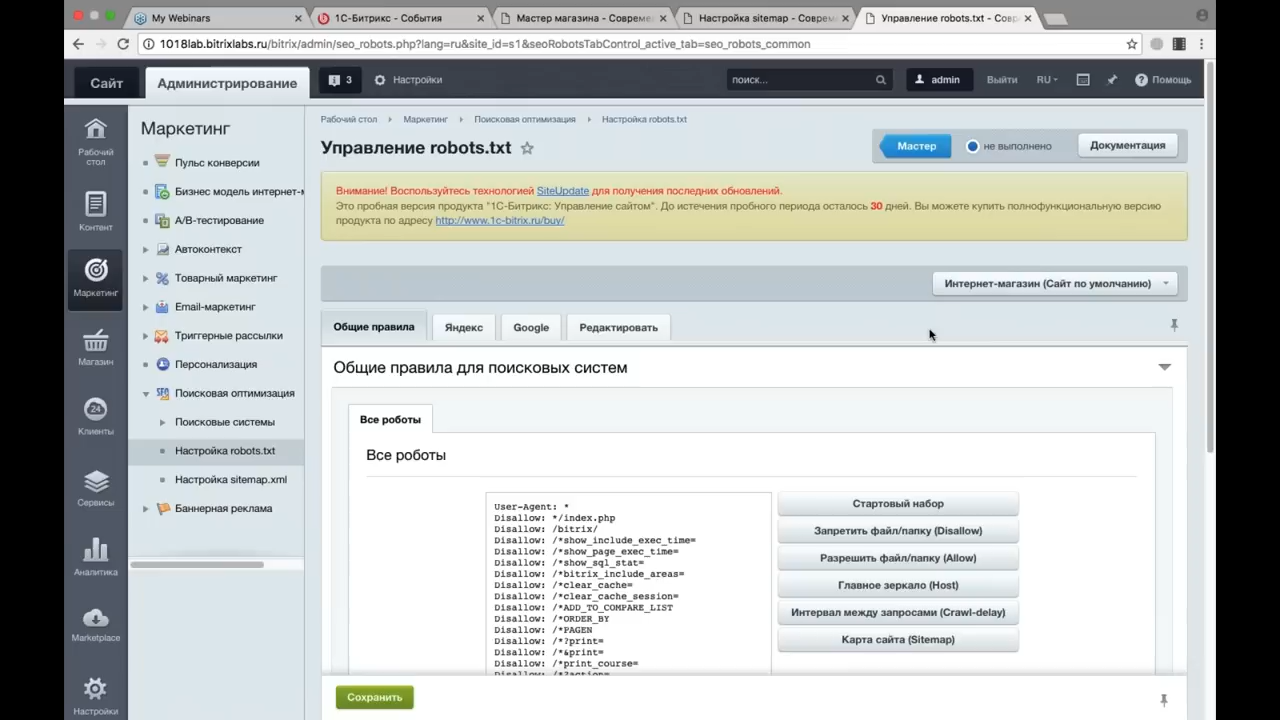 My Webinars
1С-Битрикс - События
Мастер магазина - Совреме
Настройка sitemap - Соврем
Управление robots.txt - Совр
1018lab.bitrixlabs.ru/bitrix/admin/seo_robots.php?lang=ru&site_id=s1&seoRobotsTabControl_active_tab=seo_robots_common
Сайт
Администрирование
3
Настройки
поиск...
admin
Выйти
RU
Помощь
Рабочий стол
Маркетинг
Поисковая оптимизация
Настройка robots.txt
Рабочий
стол
Контент
Маркетинг
Магазин
24
Клиенты
Сервисы
Аналитика
Marketplace
Настройки
Маркетинг
Пульс конверсии
Бизнес модель интернет-м
A/B-тестирование
Автоконтекст
Товарный маркетинг
Email-маркетинг
Триггерные рассылки
Персонализация
Поисковая оптимизация
Поисковые системы
Настройка robots.txt
Настройка sitemap.xml
Баннерная реклама
Управление robots.txt
Мастер
не выполнено
Документация
Внимание! Воспользуйтесь технологией SiteUpdate для получения последних обновлений.
Это пробная версия продукта "1С-Битрикс: Управление сайтом". До истечения пробного периода осталось 30 дней. Вы можете купить полнофункциональную версию
продукта по адресу http://www.1c-bitrix.ru/buy/
Интернет-магазин (Сайт по умолчанию)
Общие правила
Яндекс
Google
Редактировать
Общие правила для поисковых систем
Все роботы
Все роботы
User-Agent: *
Disallow: */index.php
Disallow: /bitrix/
Disallow: /*show_include_exec_time=
Disallow: /*show_page_exec_time=
Disallow: /*show_sql_stat=
Disallow: /*bitrix_include_areas=
Disallow: /*clear_cache=
Disallow: /*clear_cache_session=
Disallow: /*ADD_TO_COMPARE_LIST
Disallow: /*ORDER_BY
Disallow: /*PAGEN
Disallow: /*?print=
Disallow: /*&print=
Disallow: /*print_course=
Disallow: /*?action=
Стартовый набор
Запретить файл/папку (Disallow)
Разрешить файл/папку (Allow)
Главное зеркало (Host)
Интервал между запросами (Crawl-delay)
Карта сайта (Sitemap)
Сохранить